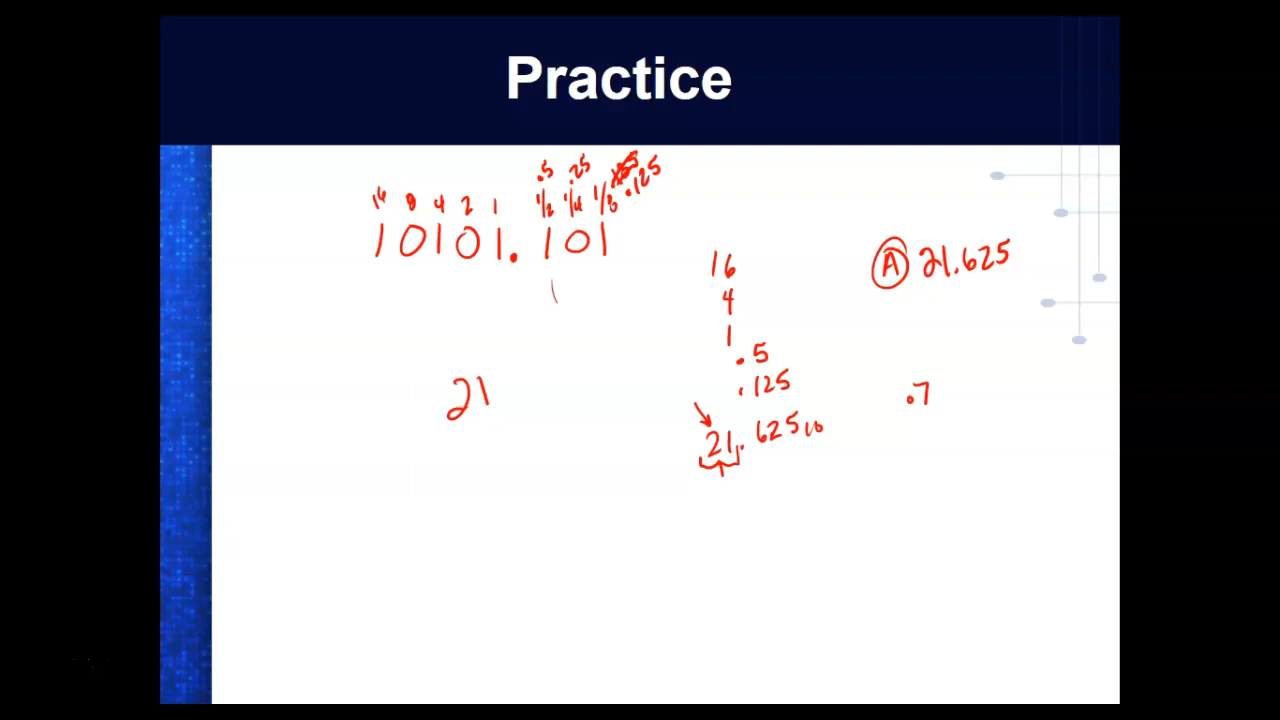 Practice
.5 .25 .125
16 8 4 2 1 1/2 1/4 1/8
10101.101
16
4
1
.5
.125
21.625₁₀
A 21.625
21
.7